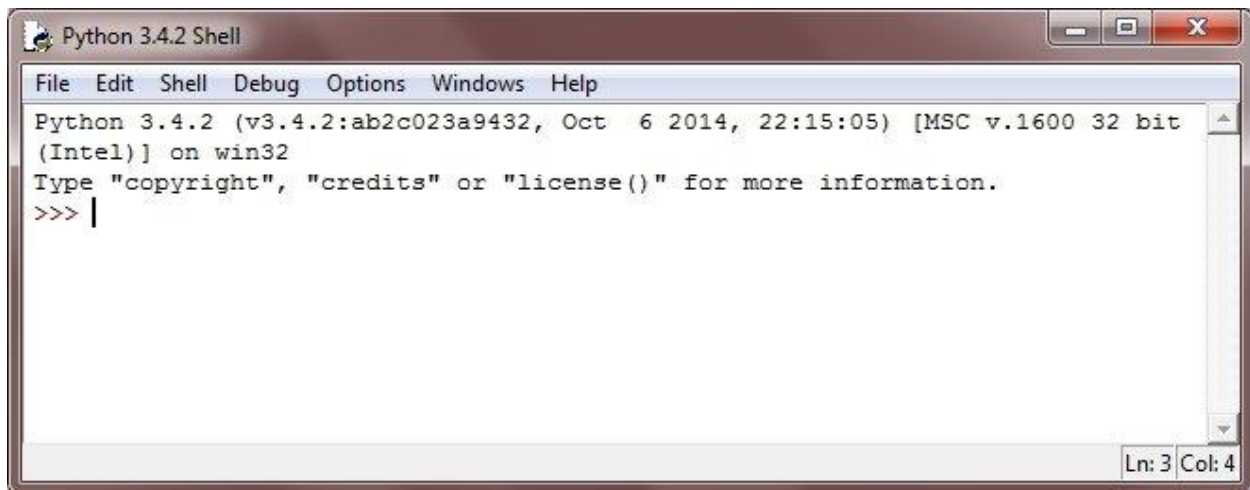 Python 3.4.2 Shell
File Edit Shell Debug Options Windows Help
Python 3.4.2 (v3.4.2:ab2c023a9432, Oct  6 2014, 22:15:05) [MSC v.1600 32 bit
(Intel)] on win32
Type "copyright", "credits" or "license()" for more information.
>>>
Ln: 3 Col: 4